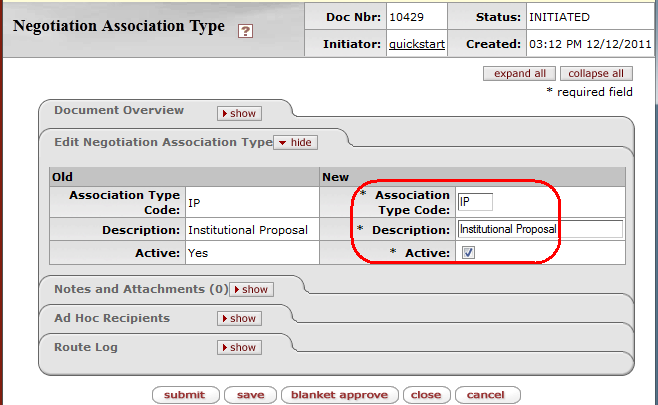 Negotiation Association Type ?
Doc Nbr: 10429 Status: INITIATED
Initiator: quickstart Created: 03:12 PM 12/12/2011
expand all collapse all
* required field
Document Overview show
Edit Negotiation Association Type hide
Old New
Association Type Code: IP * Association Type Code: IP
Description: Institutional Proposal * Description: Institutional Proposal
Active: Yes * Active:
Notes and Attachments (0) show
Ad Hoc Recipients show
Route Log show
submit save blanket approve close cancel